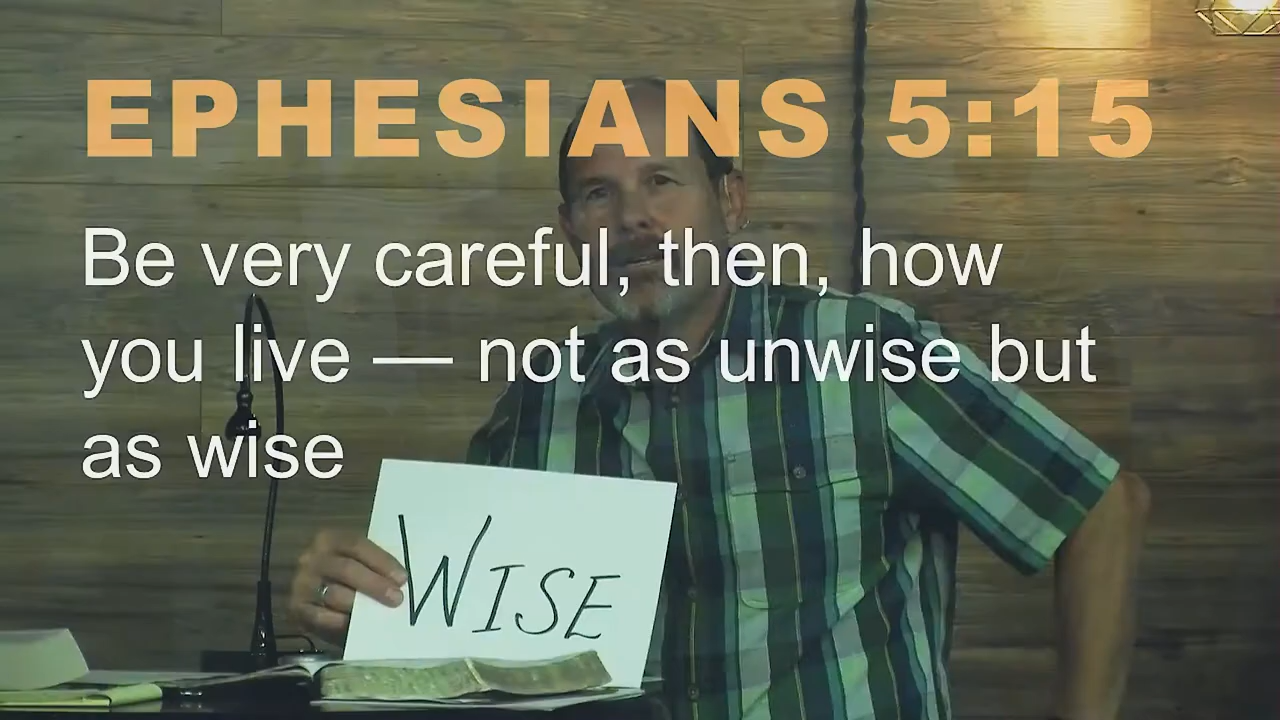 EPHESIANS 5:15
Be very careful, then, how
you live — not as unwise but
as wise
WISE